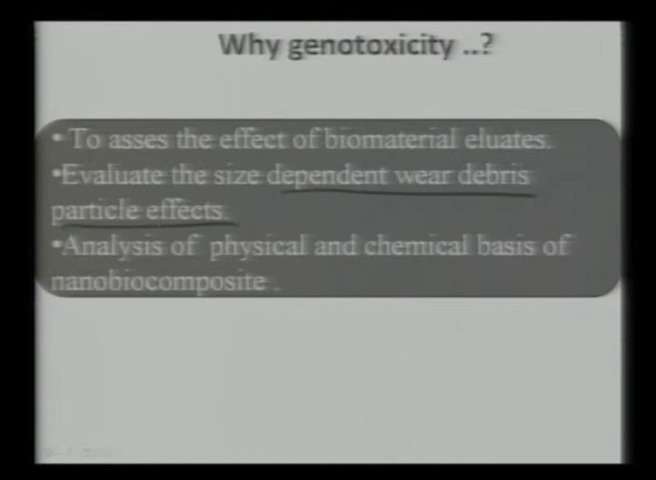 Why genotoxicity ..?
• To asses the effect of biomaterial eluates.
•Evaluate the size dependent wear debris
particle effects.
•Analysis of physical and chemical basis of
nanobiocomposite .